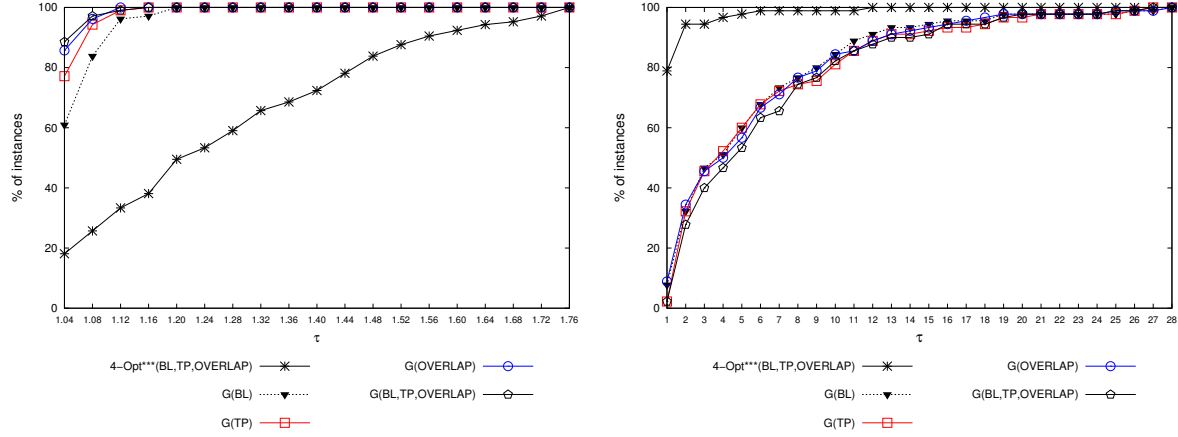 % of instances
100
80
60
40
20
0
1.04 1.08 1.12 1.16 1.20 1.24 1.28 1.32 1.36 1.40 1.44 1.48 1.52 1.56 1.60 1.64 1.68 1.72 1.76
τ
4−Opt***(BL,TP,OVERLAP)
G(BL)
G(TP)
G(OVERLAP)
G(BL,TP,OVERLAP)
% of instances
100
80
60
40
20
0
1 2 3 4 5 6 7 8 9 10 11 12 13 14 15 16 17 18 19 20 21 22 23 24 25 26 27 28
τ
4−Opt***(BL,TP,OVERLAP)
G(BL)
G(TP)
G(OVERLAP)
G(BL,TP,OVERLAP)